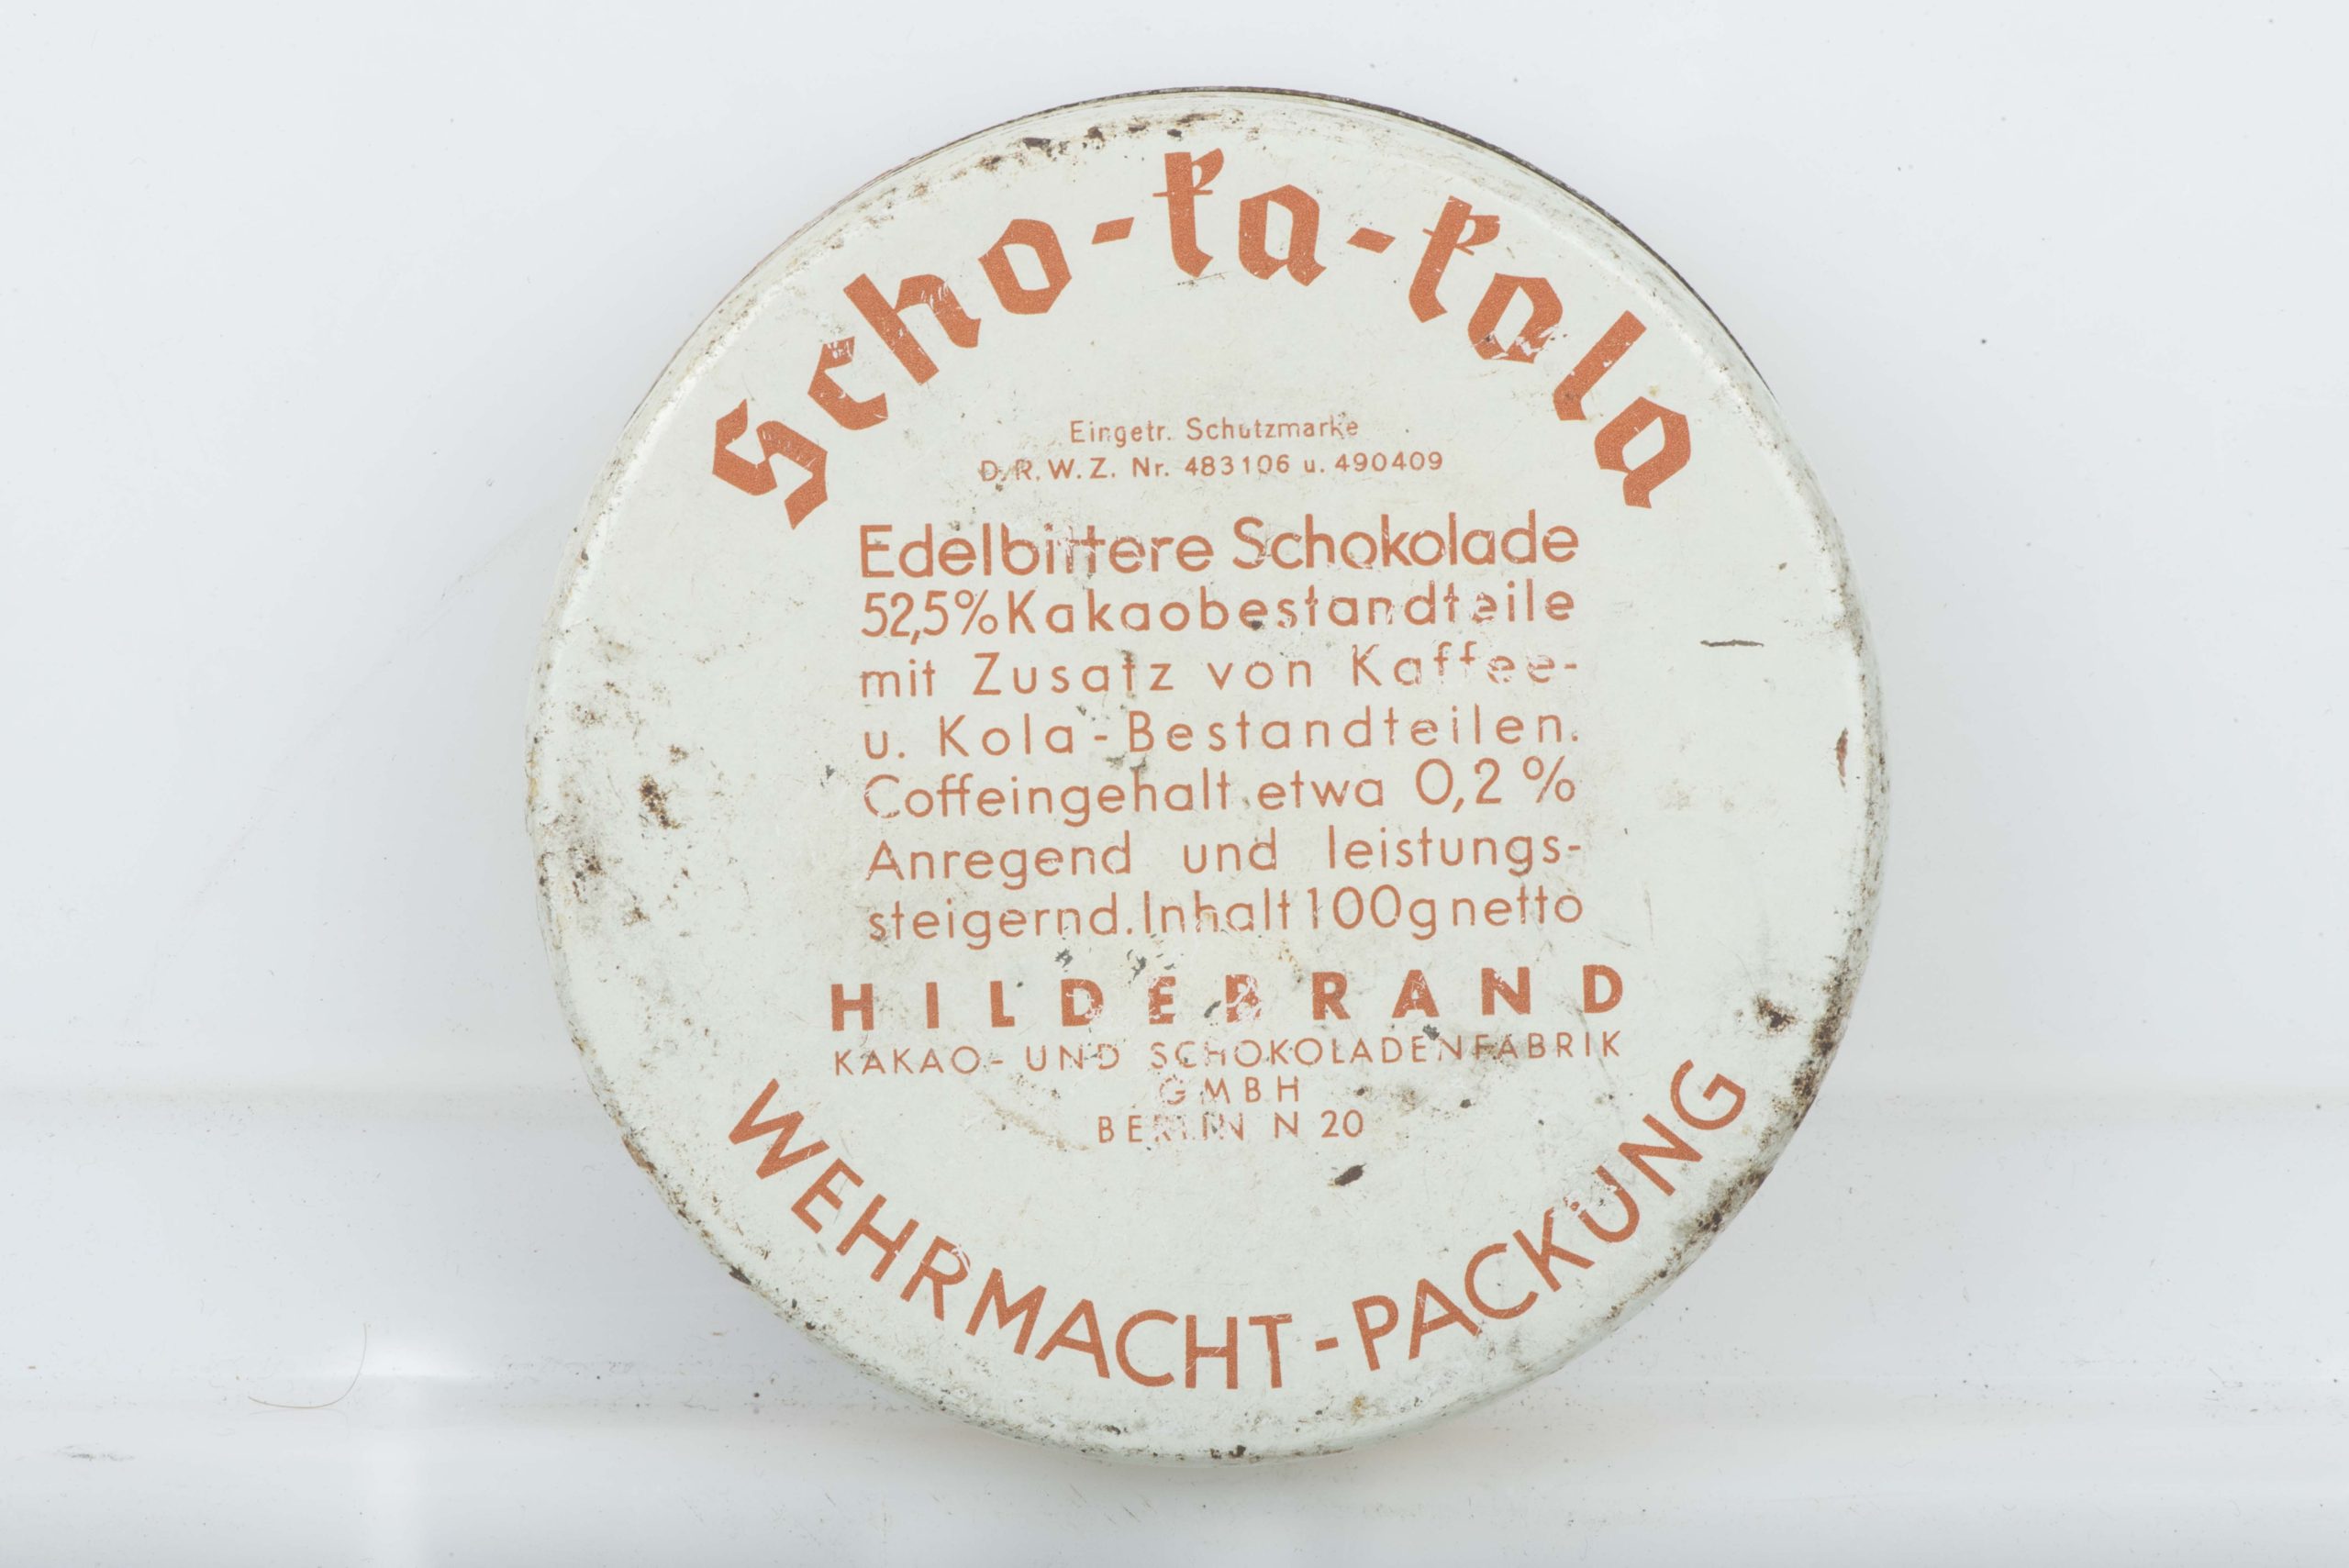 Scho-ka-kola
Eingetr. Schutzmarke
D.R.W.Z. Nr. 483106 u. 490409
Edelbittere Schokolade
52,5% Kakaobestandteile
mit Zusatz von Kaffee-
u. Kola-Bestandteilen.
Coffeingehalt etwa 0,2%
Anregend und leistungs-
steigernd. Inhalt 100g netto
HILDEBRAND
KAKAO- UND SCHOKOLADENFABRIK
GMBH
BERLIN N 20
WEHRMACHT-PACKUNG